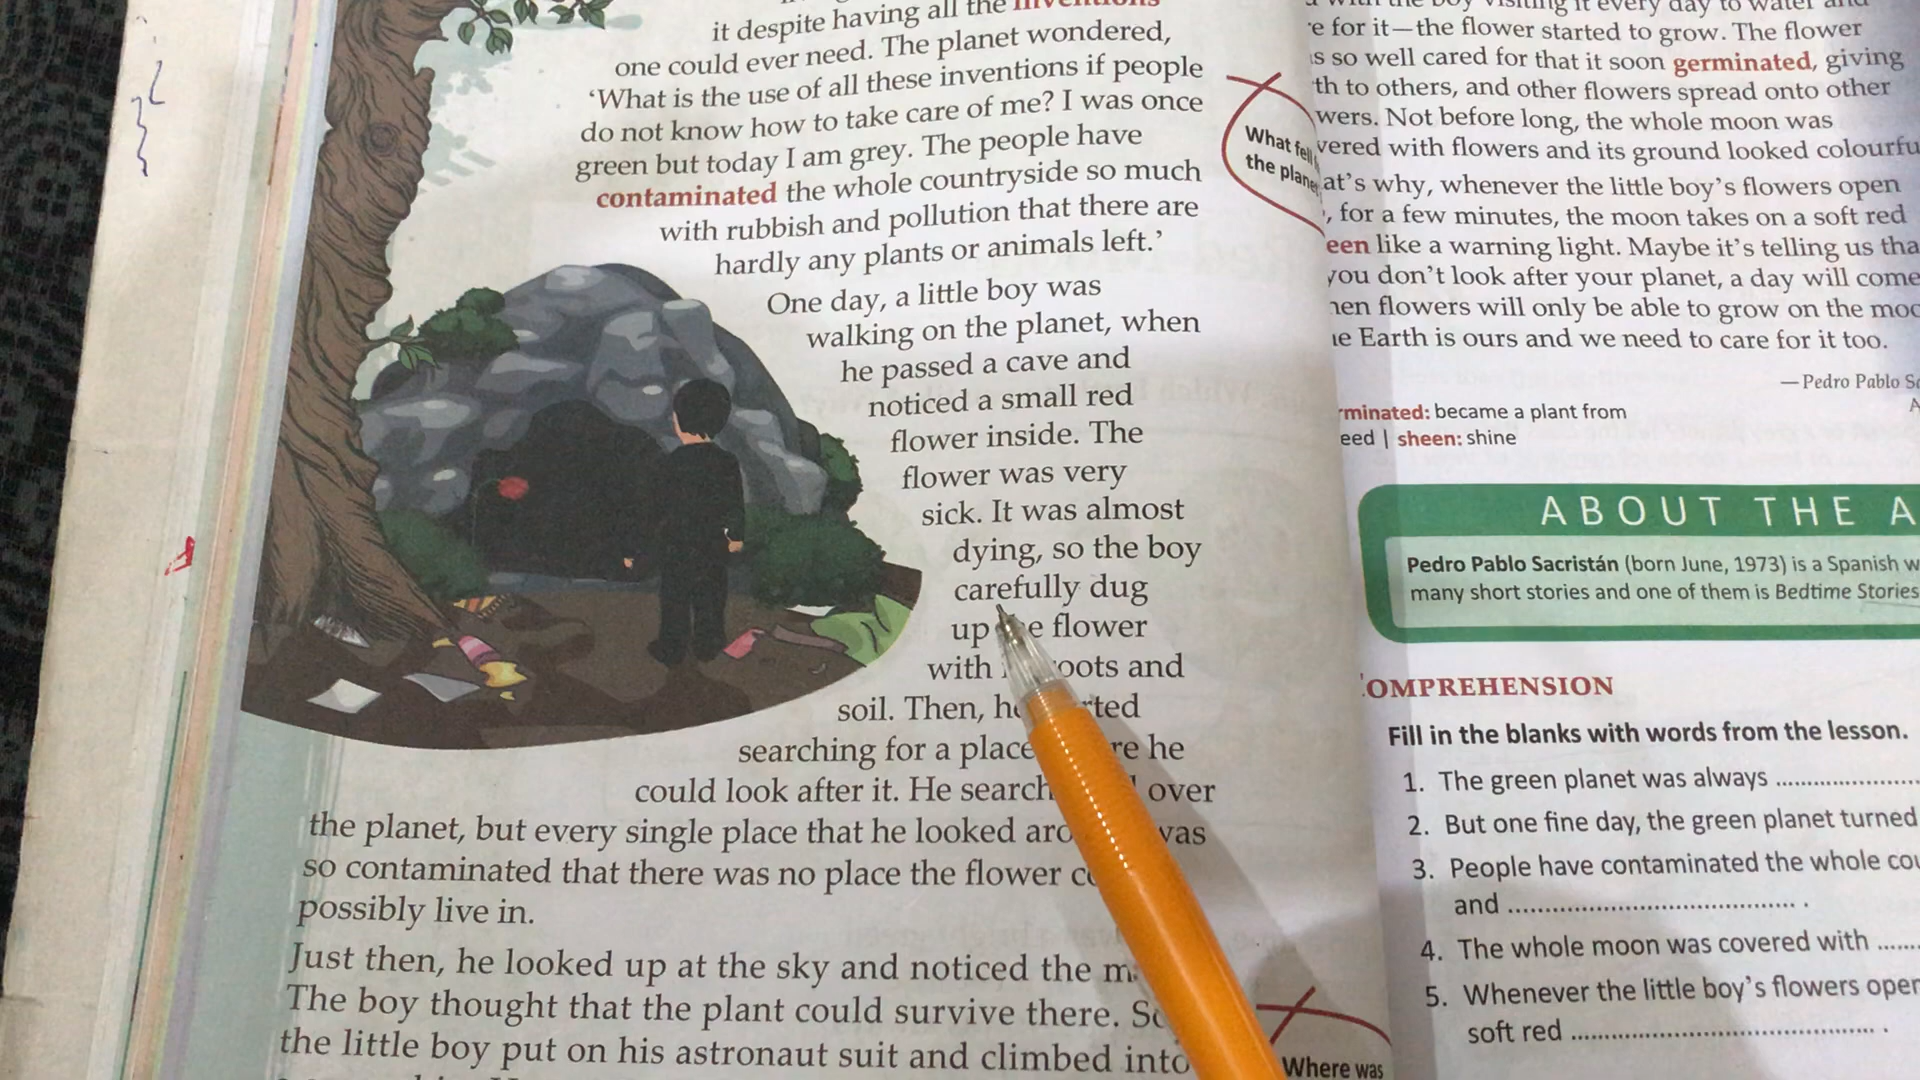 it despite having all the inventions
one could ever need. The planet wondered,
‘What is the use of all these inventions if people
do not know how to take care of me? I was once
green but today I am grey. The people have
contaminated the whole countryside so much
with rubbish and pollution that there are
hardly any plants or animals left.’
One day, a little boy was
walking on the planet, when
he passed a cave and
noticed a small red
flower inside. The
flower was very
sick. It was almost
dying, so the boy
carefully dug
up flower
with and
soil. Then,
searching for a place he
could look after it. He over
the planet, but every single place that he looked
so contaminated that there was no place the flower
possibly live in.
Just then, he looked up at the sky and noticed the
The boy thought that the plant could survive there.
the little boy put on his astronaut suit and climbed into
What fell
the
Where was
visiting it every day to water and
for it—the flower started to grow. The flower
so well cared for that it soon germinated, giving
to others, and other flowers spread onto other
Not before long, the whole moon was
with flowers and its ground looked
why, whenever the little boy’s flowers open
, for a few minutes, the moon takes on a soft red
like a warning light. Maybe it’s telling us
you don’t look after your planet, a day will come
flowers will only be able to grow on the
Earth is ours and we need to care for it too.
—Pedro Pablo
became a plant from
| sheen: shine
ABOUT THE A
Pedro Pablo Sacristán (born June, 1973) is a Spanish
many short stories and one of them is Bedtime Stories
OMPREHENSION
Fill in the blanks with words from the lesson.
1. The green planet was always ....................
2. But one fine day, the green planet turned
3. People have contaminated the whole
and ........................................ .
4. The whole moon was covered with .......
5. Whenever the little boy’s flowers open
soft red ........................................ .